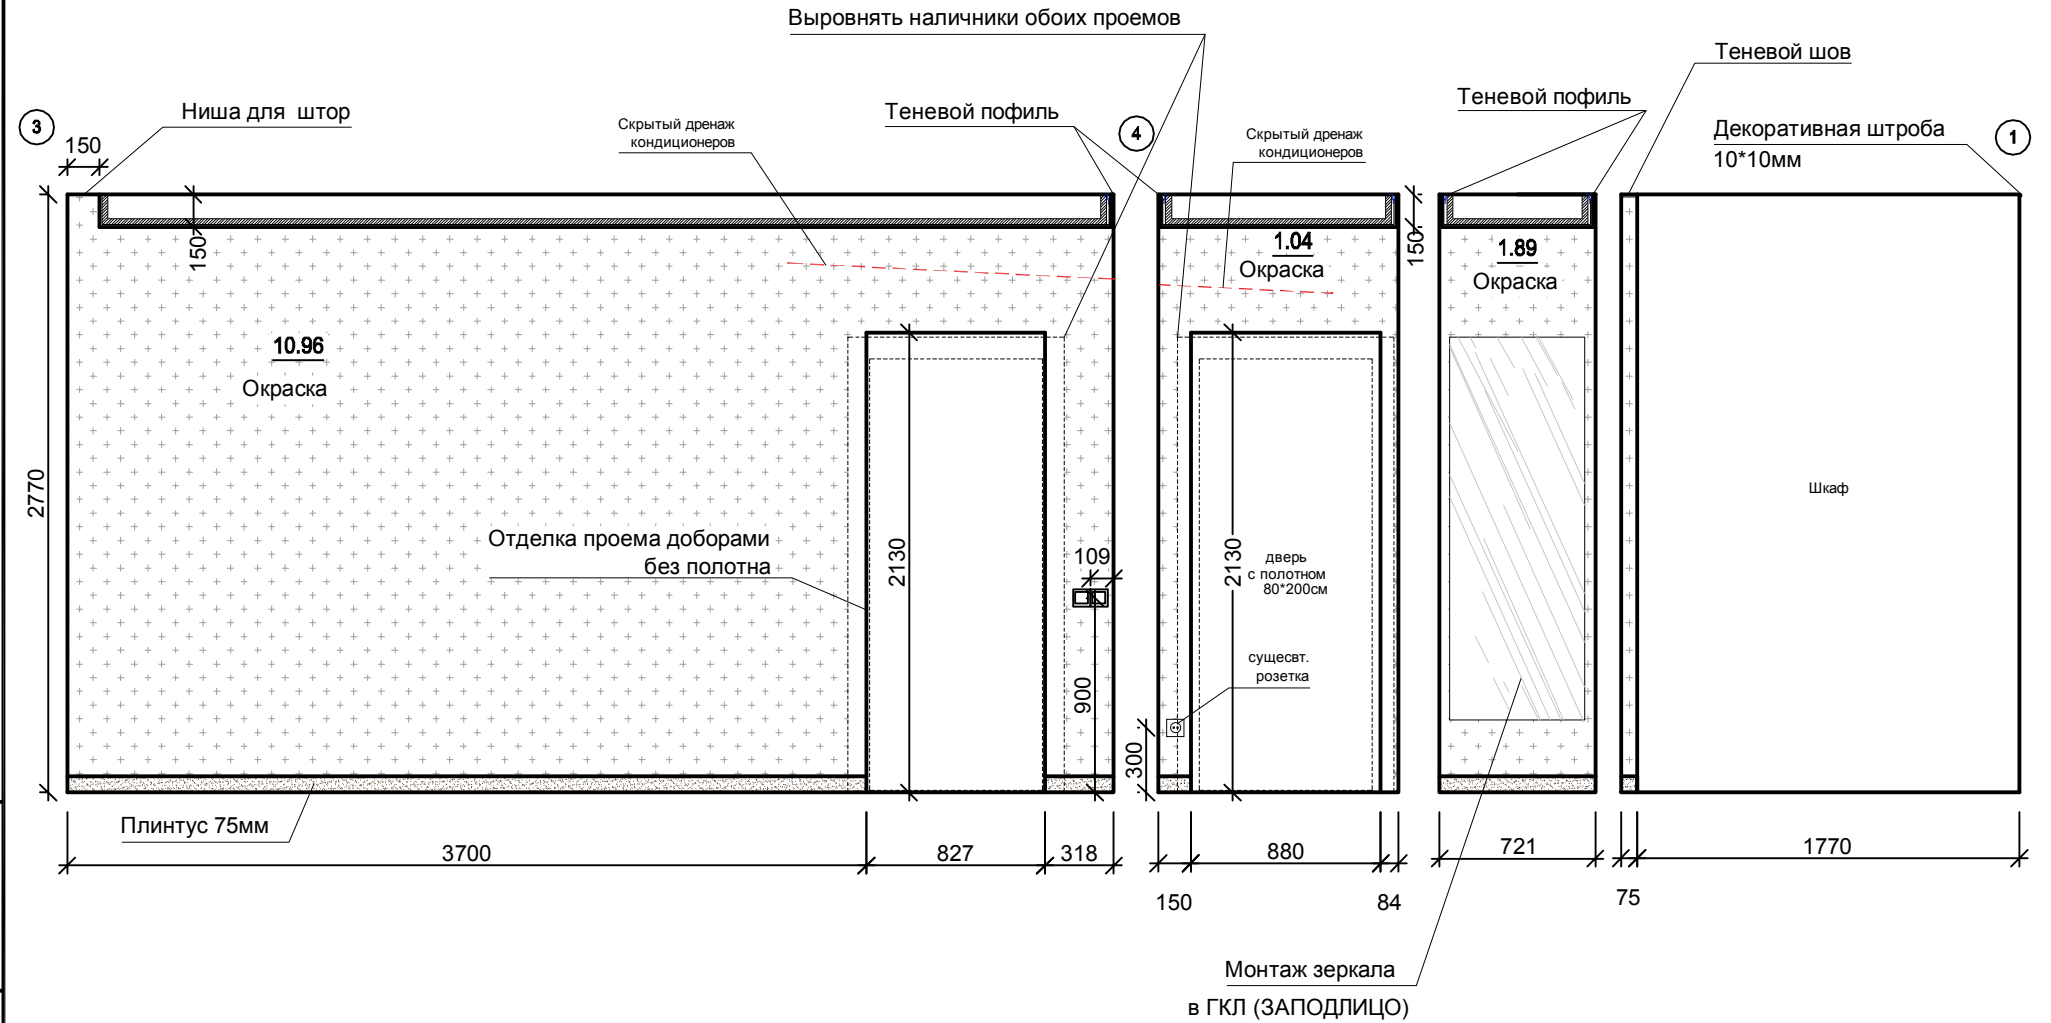 Выровнять наличники обоих проемов
Теневой шов
Ниша для штор
Теневой пофиль
Теневой пофиль
Скрытый дренаж
кондиционеров
Скрытый дренаж
кондиционеров
Декоративная штроба
10*10мм
3
4
1
150
150
150
2770
10.96
Окраска
1.04
Окраска
1.89
Окраска
Отделка проема доборами
без полотна
2130
109
900
2130
дверь
с полотном
80*200см
сущесвт.
розетка
300
Шкаф
Плинтус 75мм
3700
827
318
150
880
84
721
75
1770
Монтаж зеркала
в ГКЛ (ЗАПОДЛИЦО)